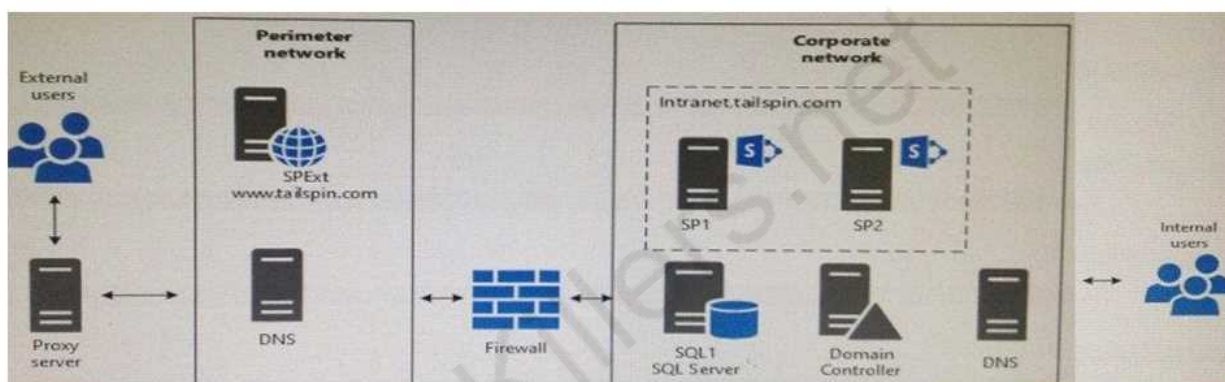 Perimeter
network
Corporate
network
External
users
Intranet.tailspin.com
S
S
SPExt
www.tailspin.com
SP1
SP2
Internal
users
Proxy
server
DNS
Firewall
SQL1
SQL Server
Domain
Controller
DNS